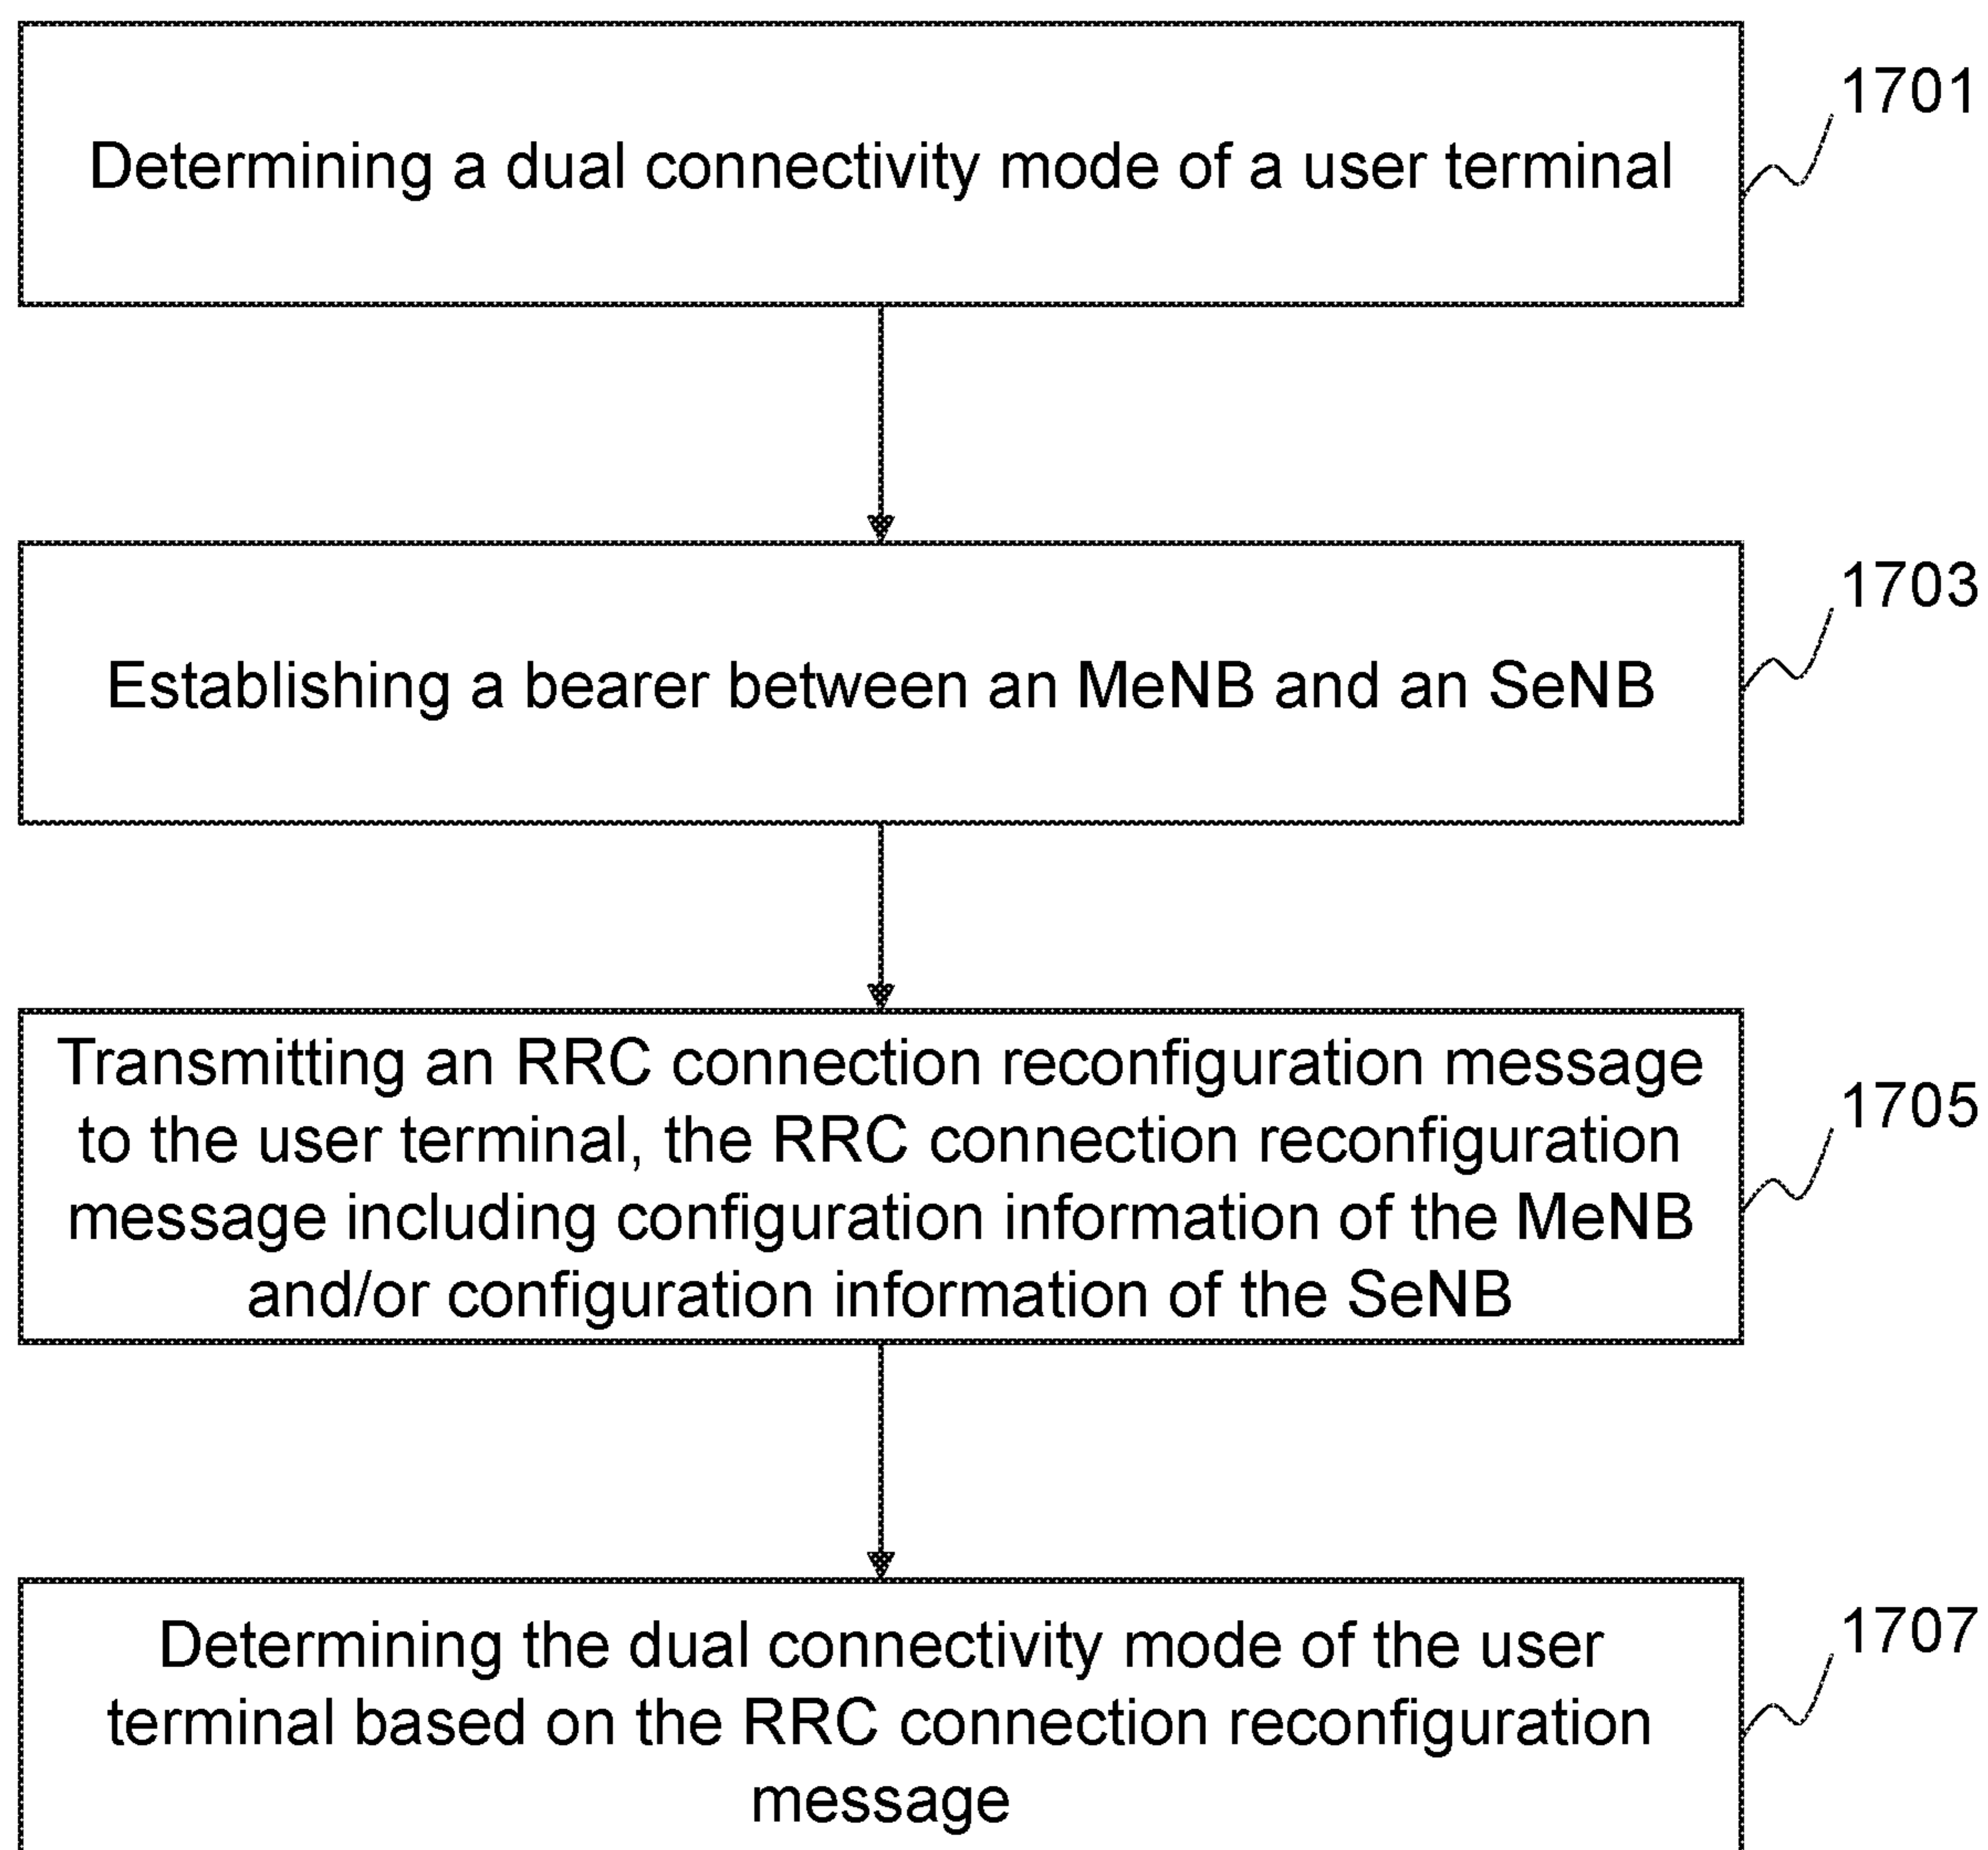 1701
Determining a dual connectivity mode of a user terminal
1703
Establishing a bearer between an MeNB and an SeNB
Transmitting an RRC connection reconfiguration message
to the user terminal, the RRC connection reconfiguration
message including configuration information of the MeNB
and/or configuration information of the SeNB
1705
Determining the dual connectivity mode of the user
terminal based on the RRC connection reconfiguration
message
1707